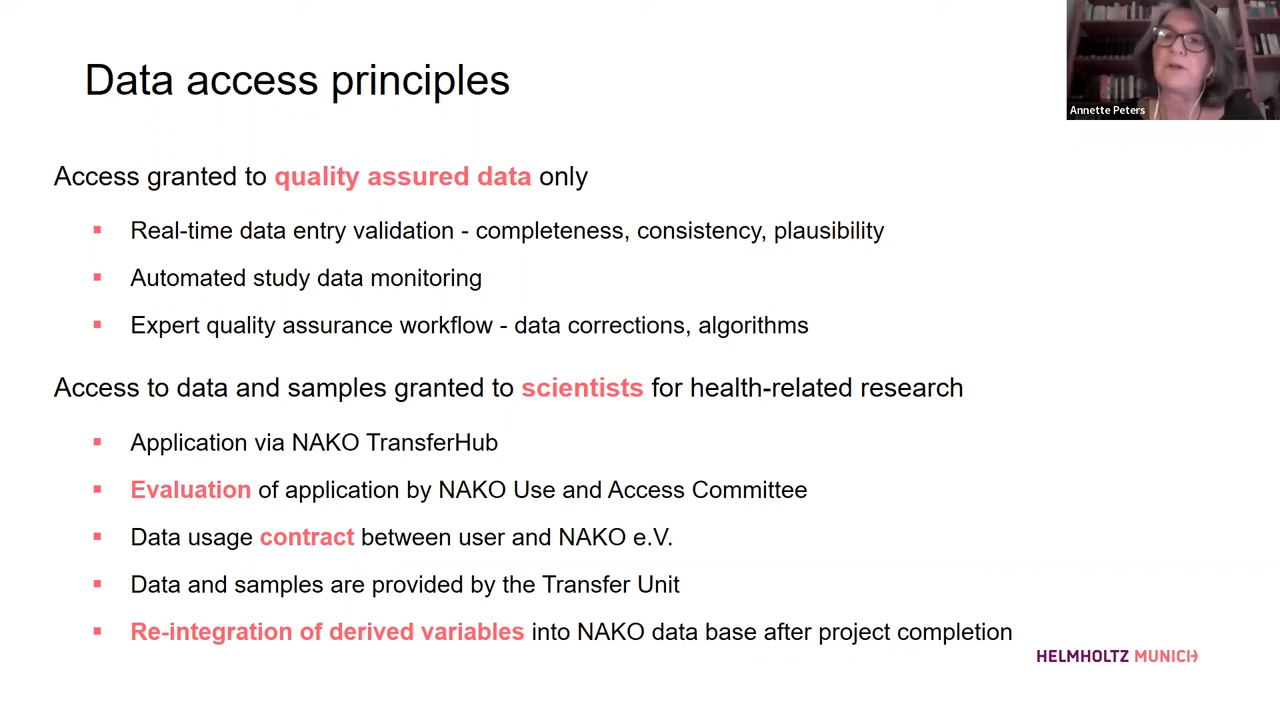 Data access principles
Annette Peters
Access granted to quality assured data only
▪ Real-time data entry validation - completeness, consistency, plausibility
▪ Automated study data monitoring
▪ Expert quality assurance workflow - data corrections, algorithms
Access to data and samples granted to scientists for health-related research
▪ Application via NAKO TransferHub
▪ Evaluation of application by NAKO Use and Access Committee
▪ Data usage contract between user and NAKO e.V.
▪ Data and samples are provided by the Transfer Unit
▪ Re-integration of derived variables into NAKO data base after project completion
HELMHOLTZ MUNICH